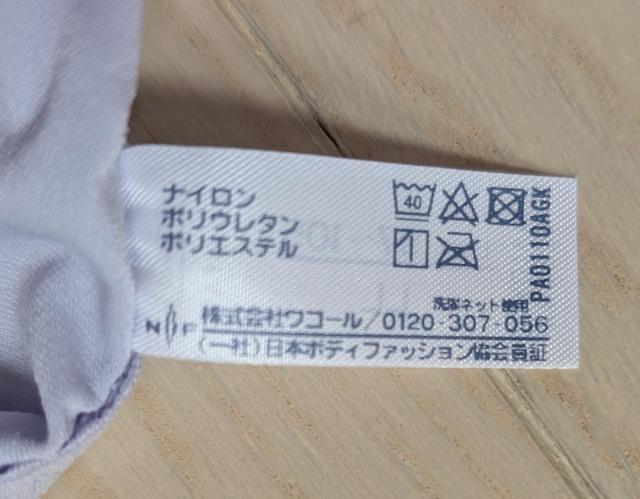 ナイロン
ポリウレタン
ポリエステル
40
洗濯ネット使用
株式会社ワコール/0120-307-056
(一社)日本ボディファッション協会員証
PA0110AGK